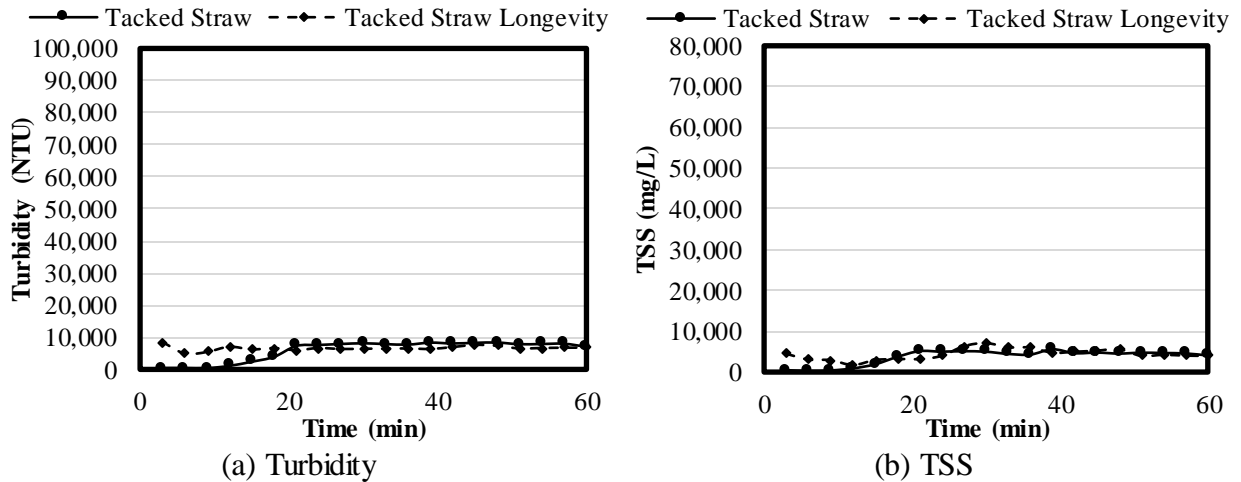 Tacked Straw Tacked Straw Longevity
100,000
90,000
80,000
70,000
60,000
50,000
40,000
30,000
20,000
10,000
0
Turbidity (NTU)
0 20 40 60
Time (min)
(a) Turbidity
Tacked Straw Tacked Straw Longevity
80,000
70,000
60,000
50,000
40,000
30,000
20,000
10,000
0
TSS (mg/L)
0 20 40 60
Time (min)
(b) TSS